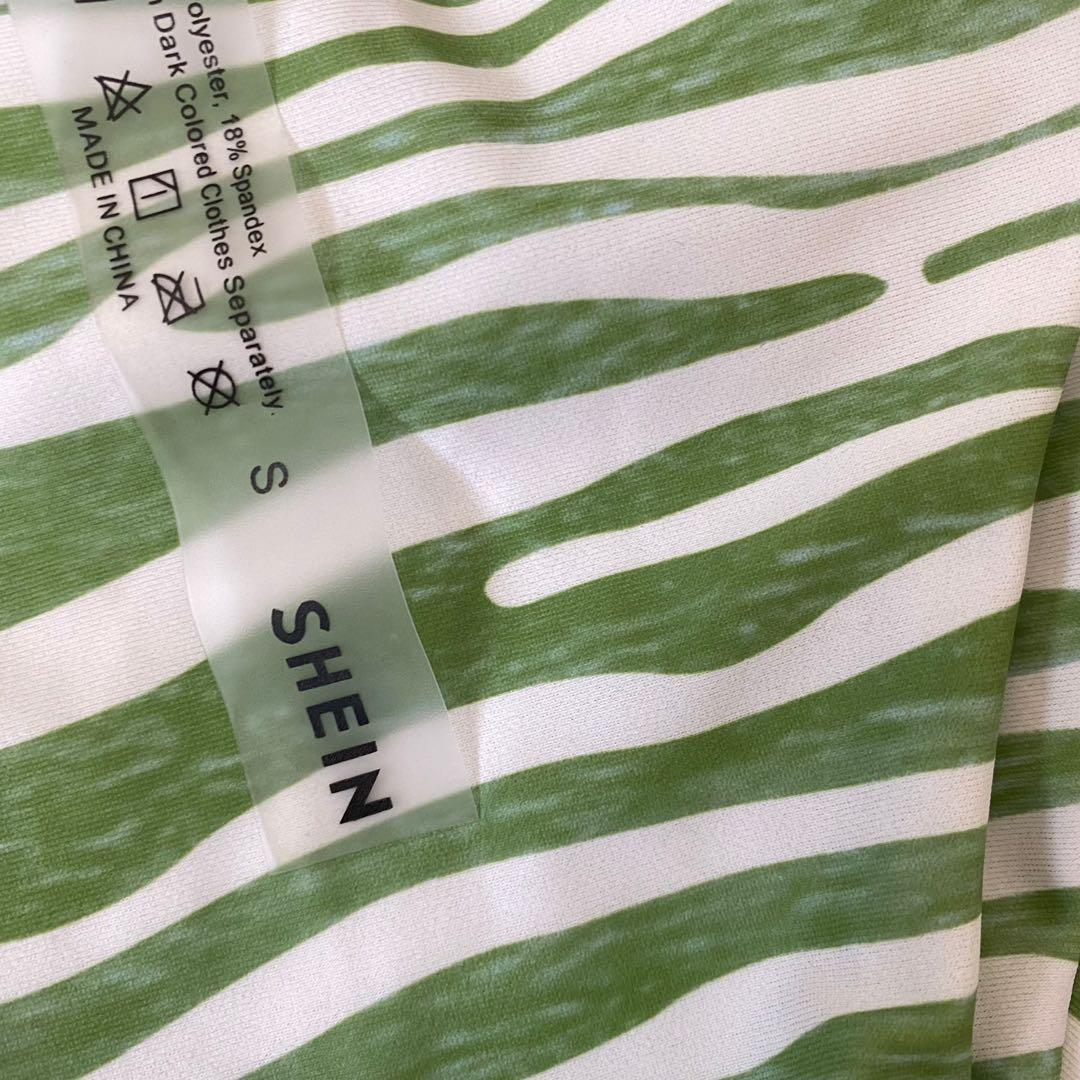 olyester, 18% Spandex
Dark Colored Clothes Separately.
MADE IN CHINA
S
SHEIN